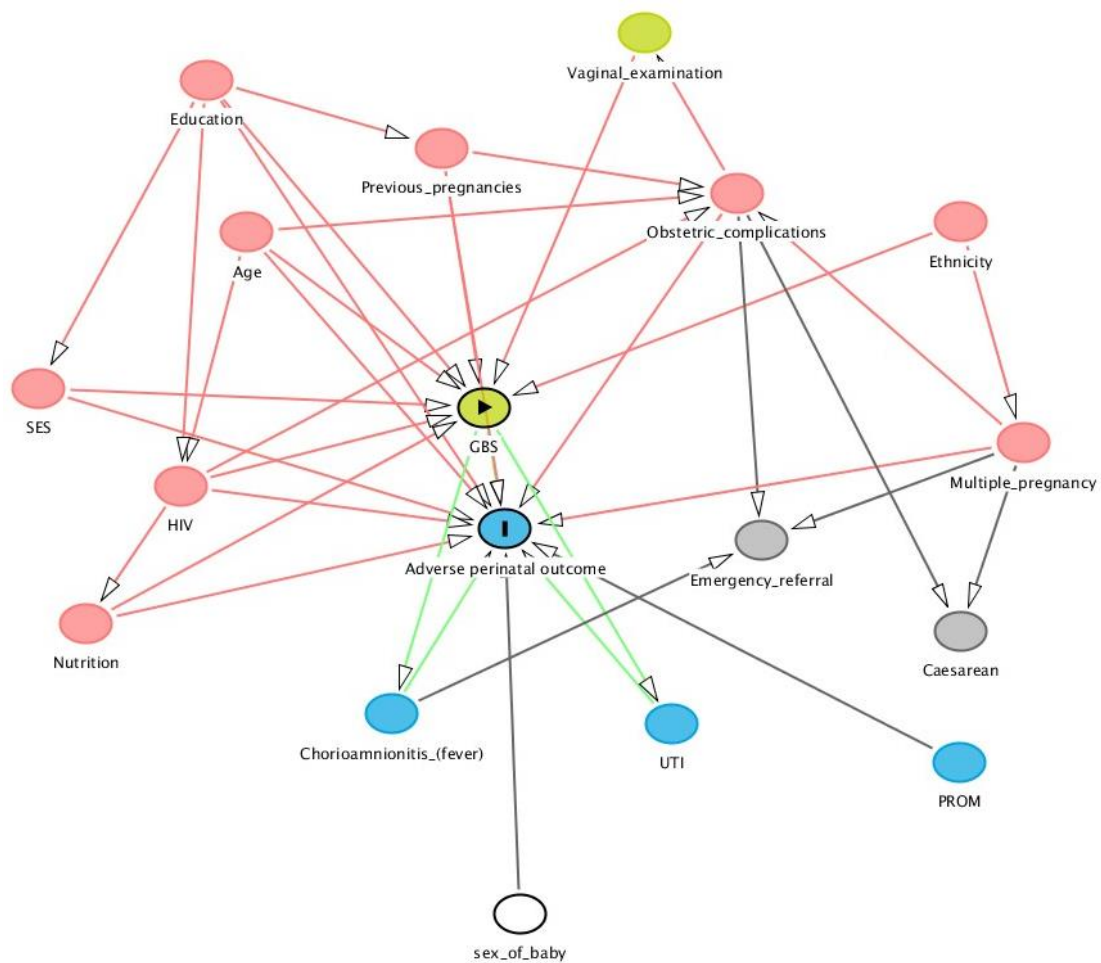 Vaginal_examination
Education
Previous_pregnancies
Obstetric_complications
Ethnicity
Age
SES
GBS
Multiple_pregnancy
HIV
Adverse perinatal outcome
Emergency_referral
Nutrition
Caesarean
Chorioamnionitis_(fever)
UTI
PROM
sex_of_baby